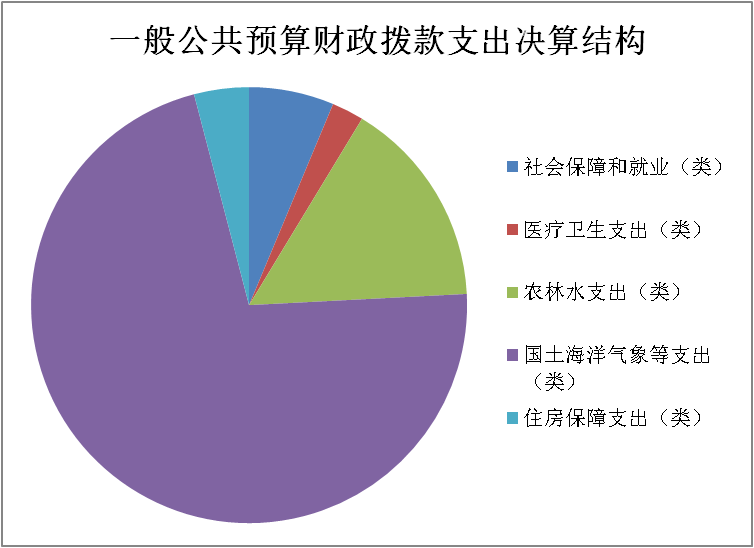 一般公共预算财政拨款支出决算结构
社会保障和就业（类）
医疗卫生支出（类）
农林水支出（类）
国土海洋气象等支出
（类）
住房保障支出（类）